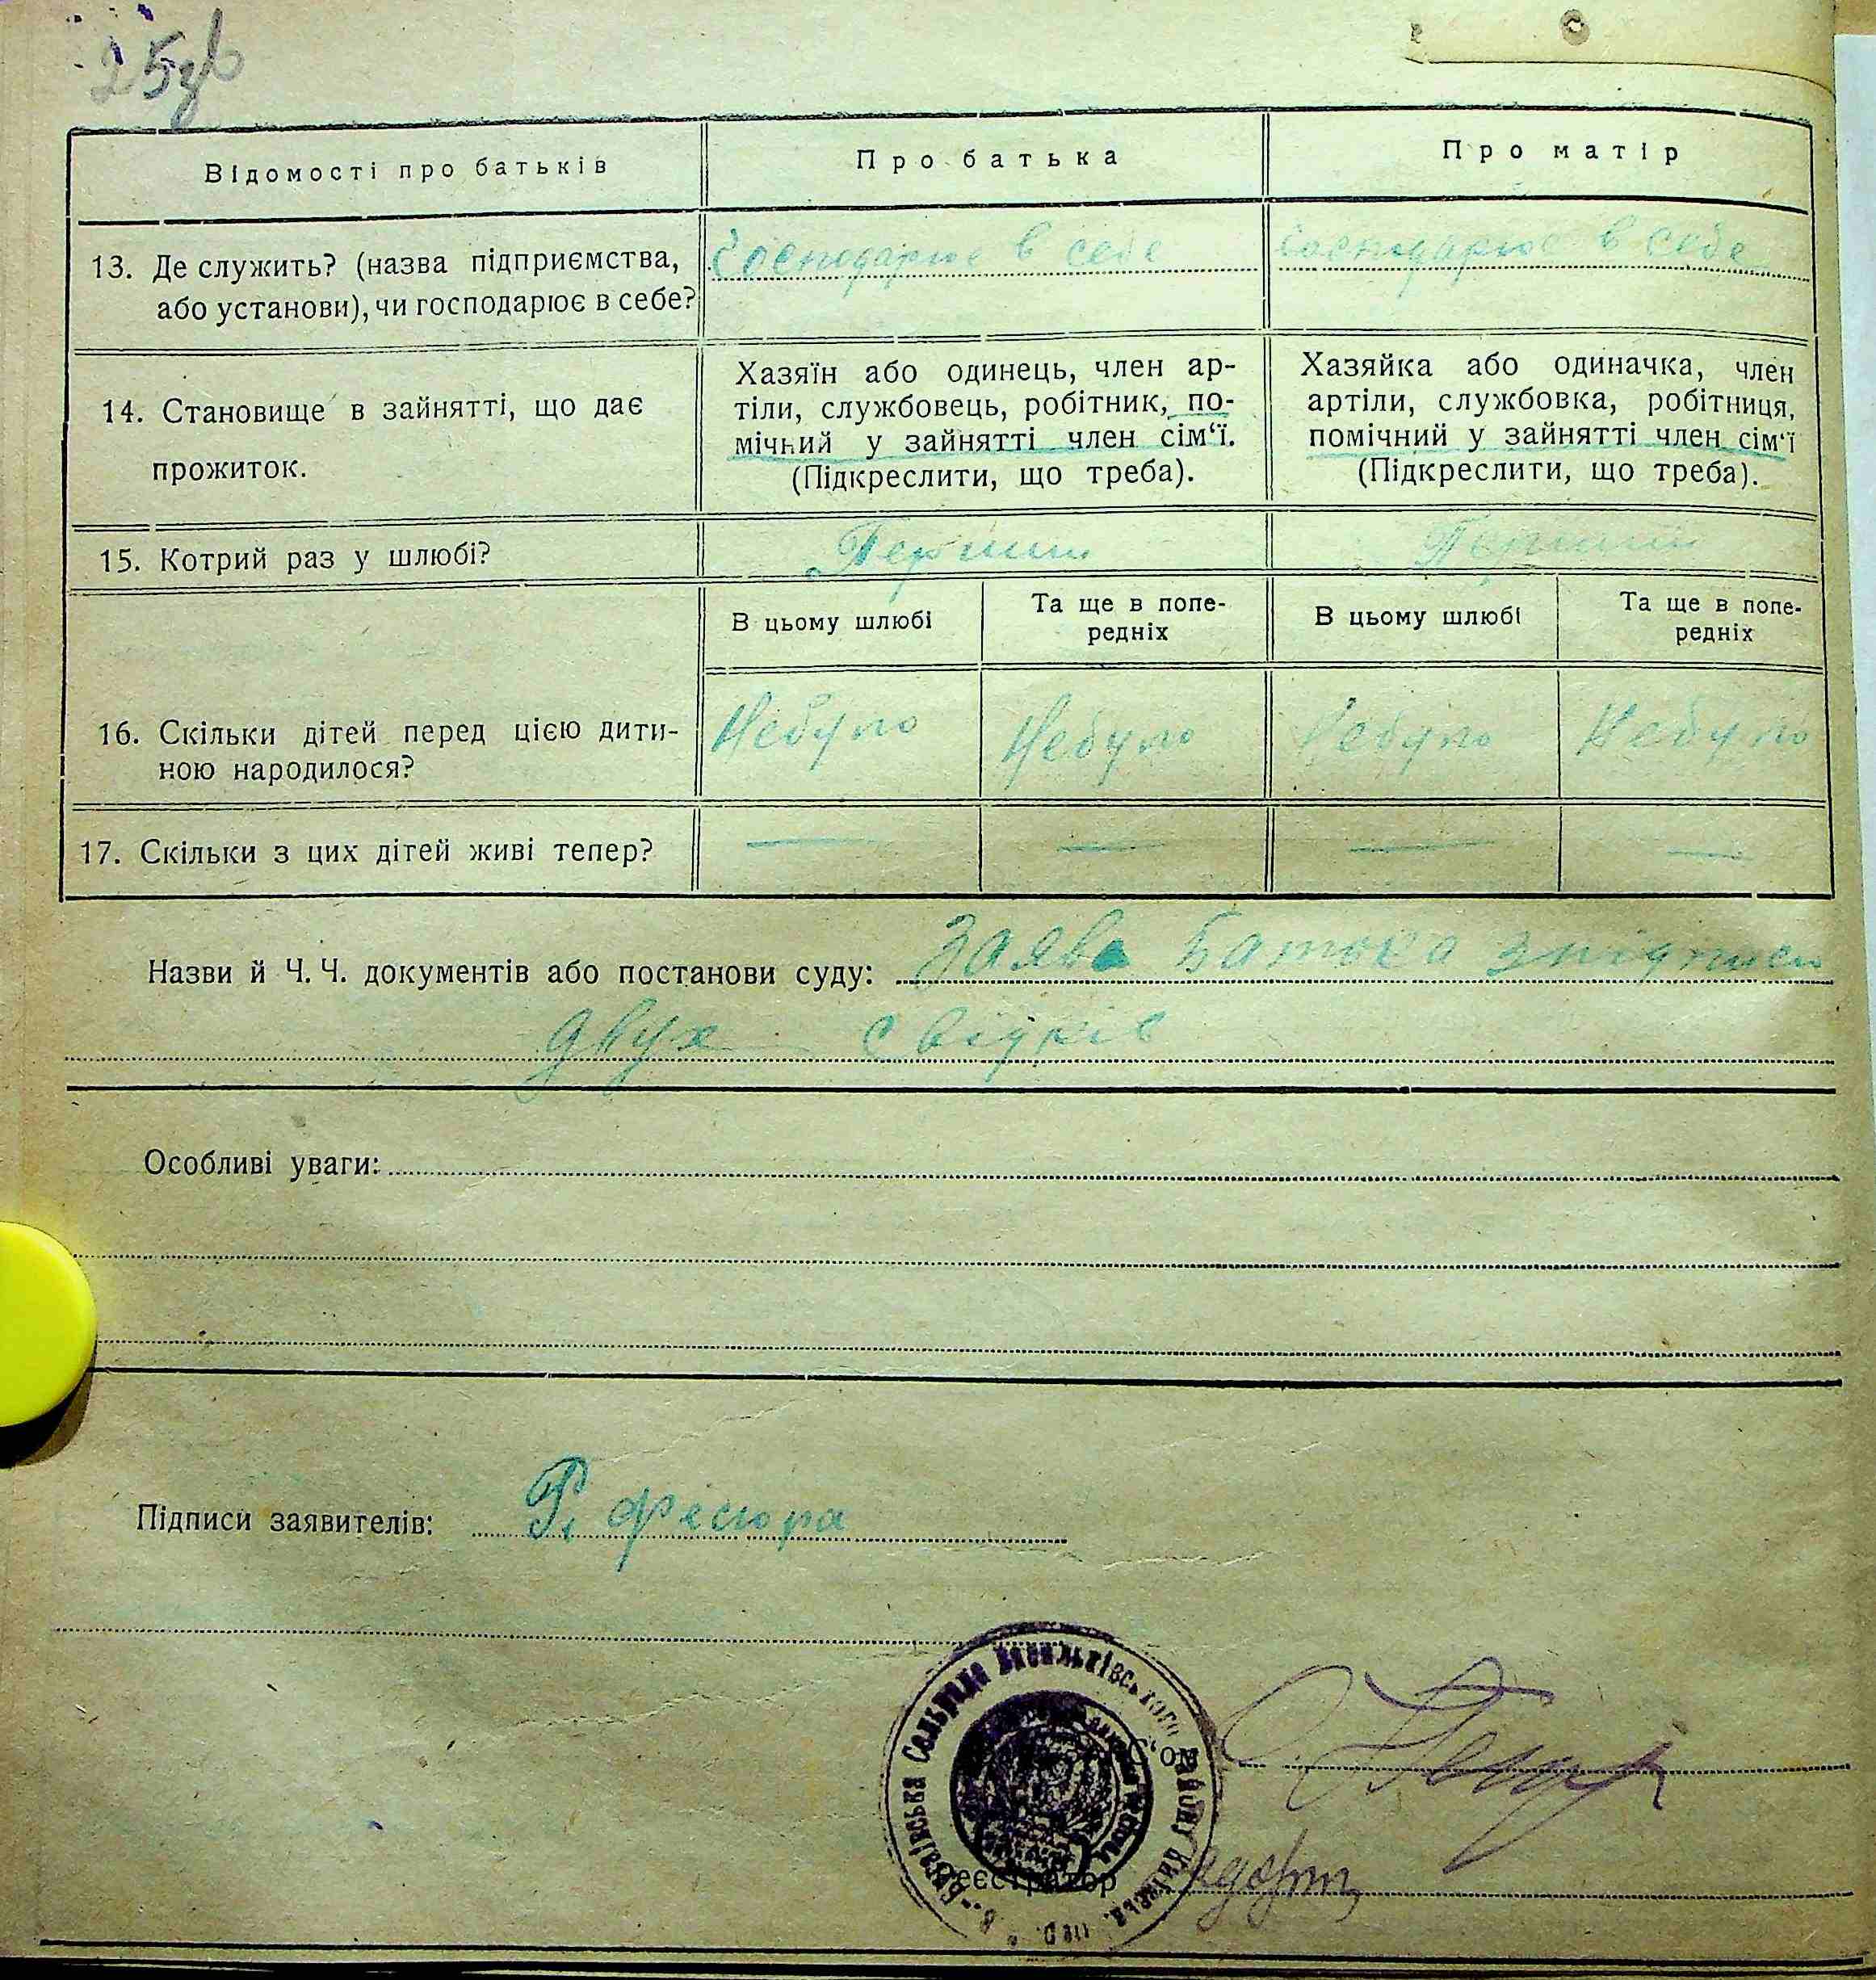 25зв
Відомості про батьків
Про батька
Про матір
13. Де служить? (назва підприємства,
або установи), чи господарює в себе?
Господарює в себе
Господарює в себе
14. Становище в зайнятті, що дає
прожиток.
Хазяїн або одинець, член ар-
тіли, службовець, робітник, по-
мічний у зайнятті член сім‘ї.
(Підкреслити, що треба).
Хазяйка або одиначка, член
артіли, службовка, робітниця,
помічний у зайнятті член сім‘ї
(Підкреслити, що треба).
15. Котрий раз у шлюбі?
Перший
Перший
В цьому шлюбі
Та ще в попе-
редніх
В цьому шлюбі
Та ще в попе-
редніх
16. Скільки дітей перед цією дити-
ною народилося?
Небуло
Небуло
Небуло
Небуло
17. Скільки з цих дітей живі тепер?
— — — —
Назви й Ч. Ч. документів або постанови суду: Заява Батька
двух свідків
Особливі уваги:
Підписи заявителів: Р. Фесюра
Сельрада Васильківського Району Київськ.
Реєстратор